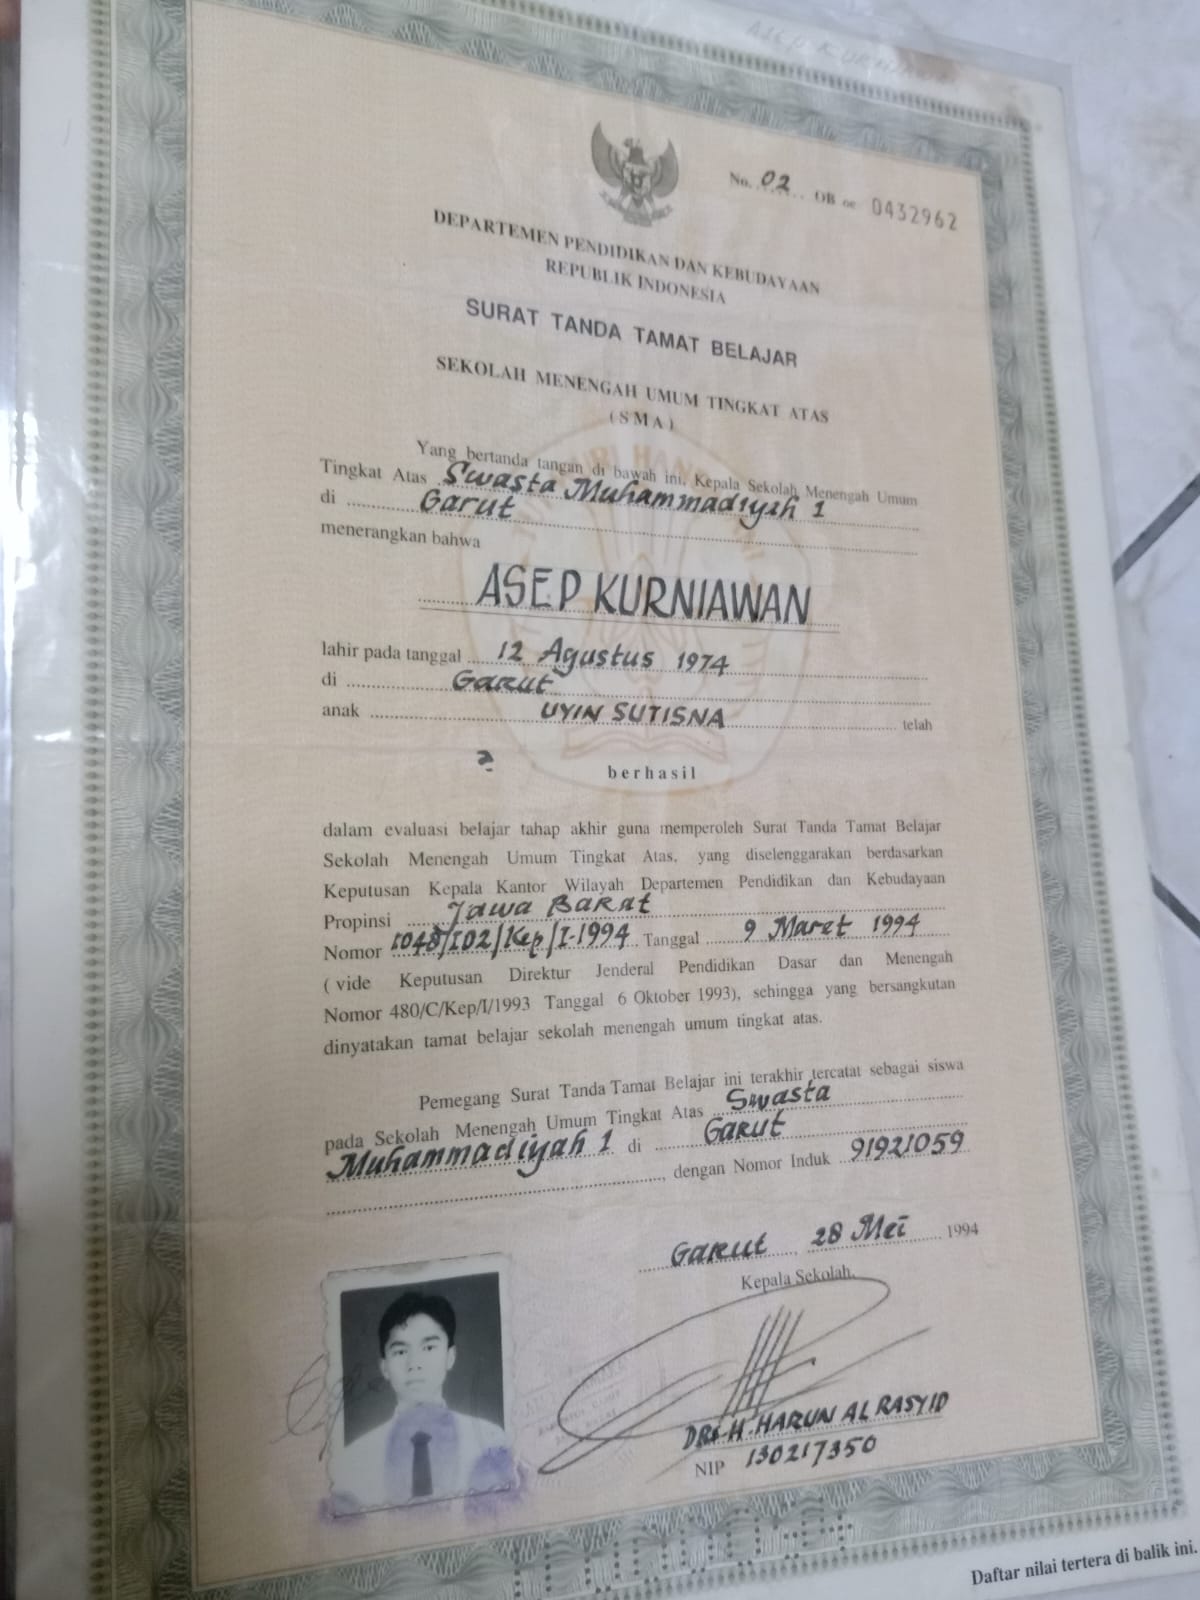 ASEP KURNIAWAN
No. 02 OB oe 0432962
DEPARTEMEN PENDIDIKAN DAN KEBUDAYAAN
REPUBLIK INDONESIA
SURAT TANDA TAMAT BELAJAR
SEKOLAH MENENGAH UMUM TINGKAT ATAS
(SMA)
Yang bertanda tangan di bawah ini, Kepala Sekolah Menengah Umum
Tingkat Atas Swasta Muhammadiyah 1
di Garut
menerangkan bahwa
ASEP KURNIAWAN
lahir pada tanggal 12 Agustus 1974
di Garut
anak UYIN SUTISNA telah
berhasil
dalam evaluasi belajar tahap akhir guna memperoleh Surat Tanda Tamat Belajar
Sekolah Menengah Umum Tingkat Atas, yang diselenggarakan berdasarkan
Keputusan Kepala Kantor Wilayah Departemen Pendidikan dan Kebudayaan
Propinsi Jawa Barat
Nomor 1048/I02/Kep/I-1994 Tanggal 9 Maret 1994
( vide Keputusan Direktur Jenderal Pendidikan Dasar dan Menengah
Nomor 480/C/Kep/I/1993 Tanggal 6 Oktober 1993), sehingga yang bersangkutan
dinyatakan tamat belajar sekolah menengah umum tingkat atas.
Pemegang Surat Tanda Tamat Belajar ini terakhir tercatat sebagai siswa
pada Sekolah Menengah Umum Tingkat Atas Swasta
Muhammadiyah 1 di Garut
, dengan Nomor Induk 91921059
Garut, 28 Mei 1994
Kepala Sekolah,
DRS. H. HARUN AL RASYID
NIP 130217350
Daftar nilai tertera di balik ini.